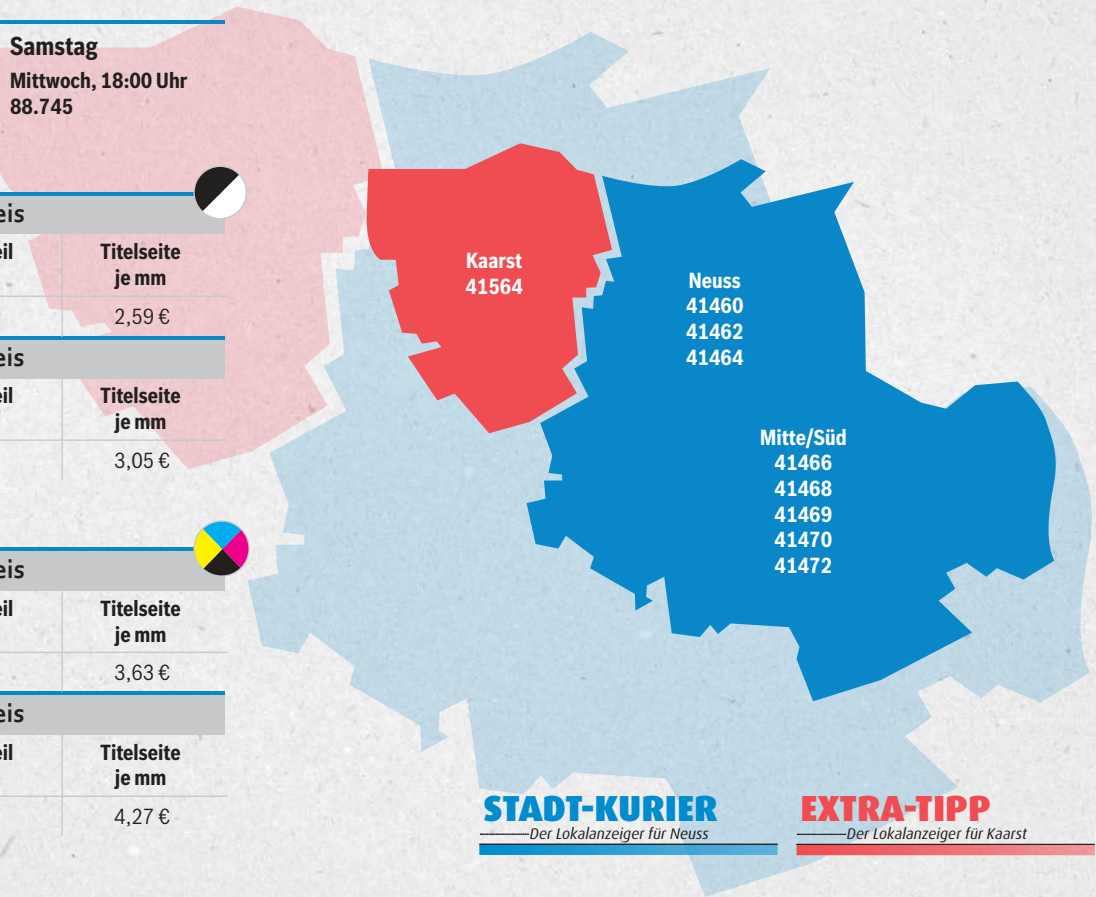 Samstag
Mittwoch, 18:00 Uhr
88.745
eis
eil
Titelseite
je mm
2,59 €
eis
eil
Titelseite
je mm
3,05 €
eis
eil
Titelseite
je mm
3,63 €
eis
eil
Titelseite
je mm
4,27 €
Kaarst
41564
Neuss
41460
41462
41464
Mitte/Süd
41466
41468
41469
41470
41472
STADT-KURIER
Der Lokalanzeiger für Neuss
EXTRA-TIPP
Der Lokalanzeiger für Kaarst